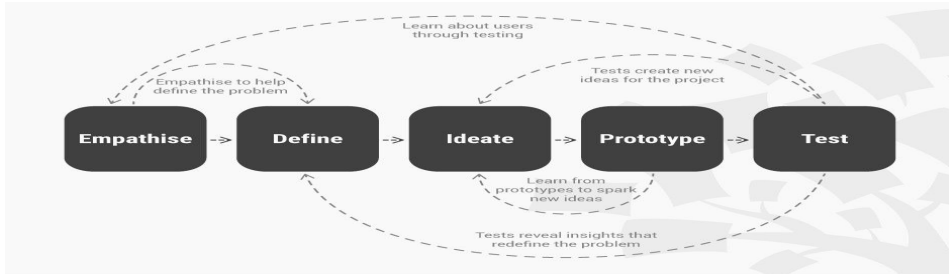 Learn about users
through testing
Empathise to help
define the problem
Tests create new
ideas for the project
Empathise
Define
Ideate
Prototype
Test
Learn from
prototypes to spark
new ideas
Tests reveal insights that
redefine the problem